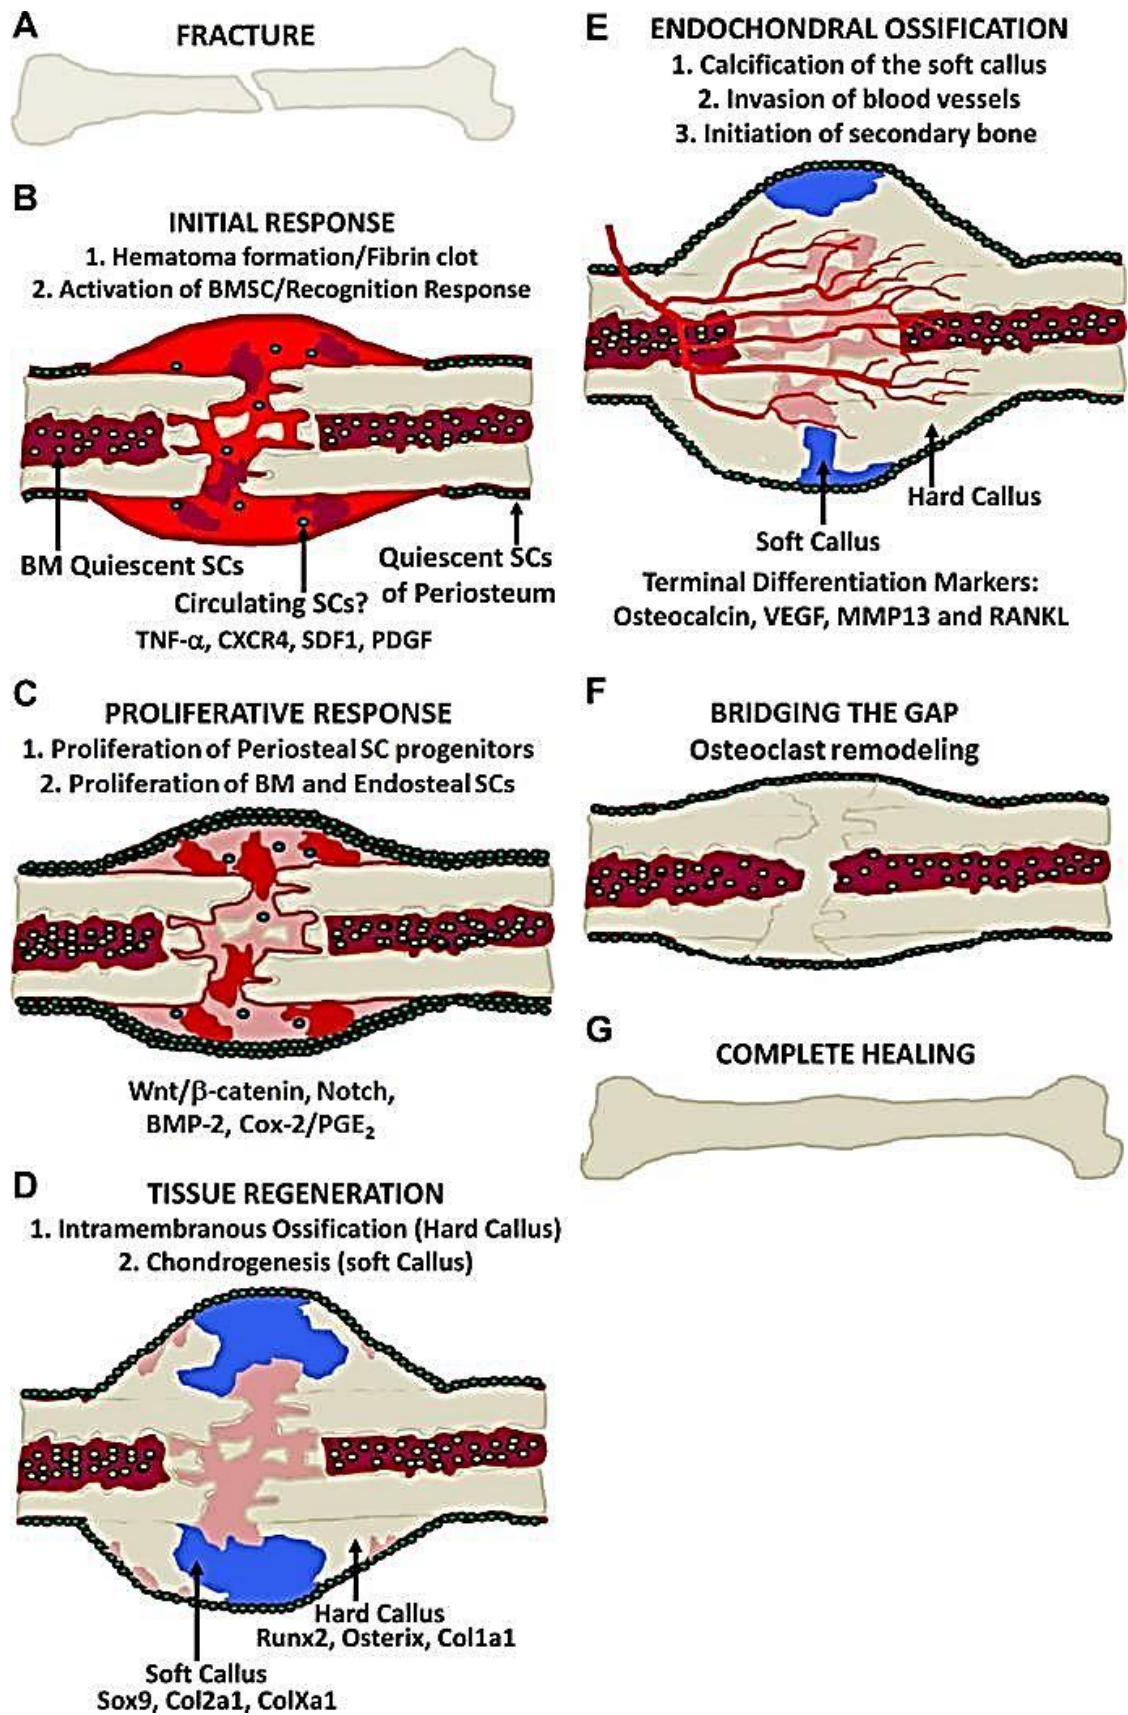 A
FRACTURE
B
INITIAL RESPONSE
1. Hematoma formation/Fibrin clot
2. Activation of BMSC/Recognition Response
BM Quiescent SCs
Circulating SCs?
Quiescent SCs
of Periosteum
TNF-α, CXCR4, SDF1, PDGF
C
PROLIFERATIVE RESPONSE
1. Proliferation of Periosteal SC progenitors
2. Proliferation of BM and Endosteal SCs
Wnt/β-catenin, Notch,
BMP-2, Cox-2/PGE₂
D
TISSUE REGENERATION
1. Intramembranous Ossification (Hard Callus)
2. Chondrogenesis (soft Callus)
Hard Callus
Runx2, Osterix, Col1a1
Soft Callus
Sox9, Col2a1, ColXa1
E
ENDOCHONDRAL OSSIFICATION
1. Calcification of the soft callus
2. Invasion of blood vessels
3. Initiation of secondary bone
Hard Callus
Soft Callus
Terminal Differentiation Markers:
Osteocalcin, VEGF, MMP13 and RANKL
F
BRIDGING THE GAP
Osteoclast remodeling
G
COMPLETE HEALING